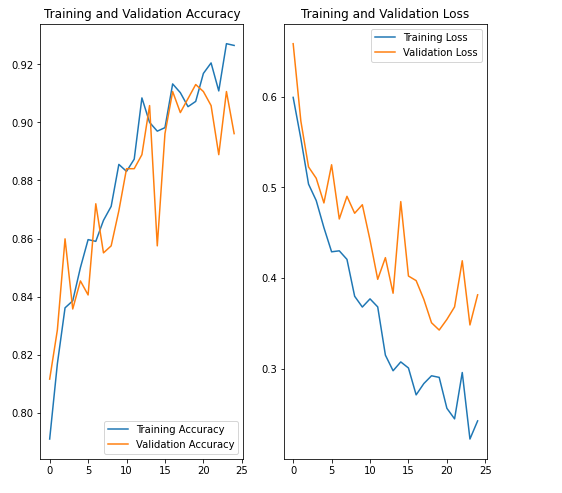 Training and Validation Accuracy
0.92
0.90
0.88
0.86
0.84
0.82
0.80
Training Accuracy
Validation Accuracy
0 5 10 15 20 25
Training and Validation Loss
Training Loss
Validation Loss
0.6
0.5
0.4
0.3
0 5 10 15 20 25